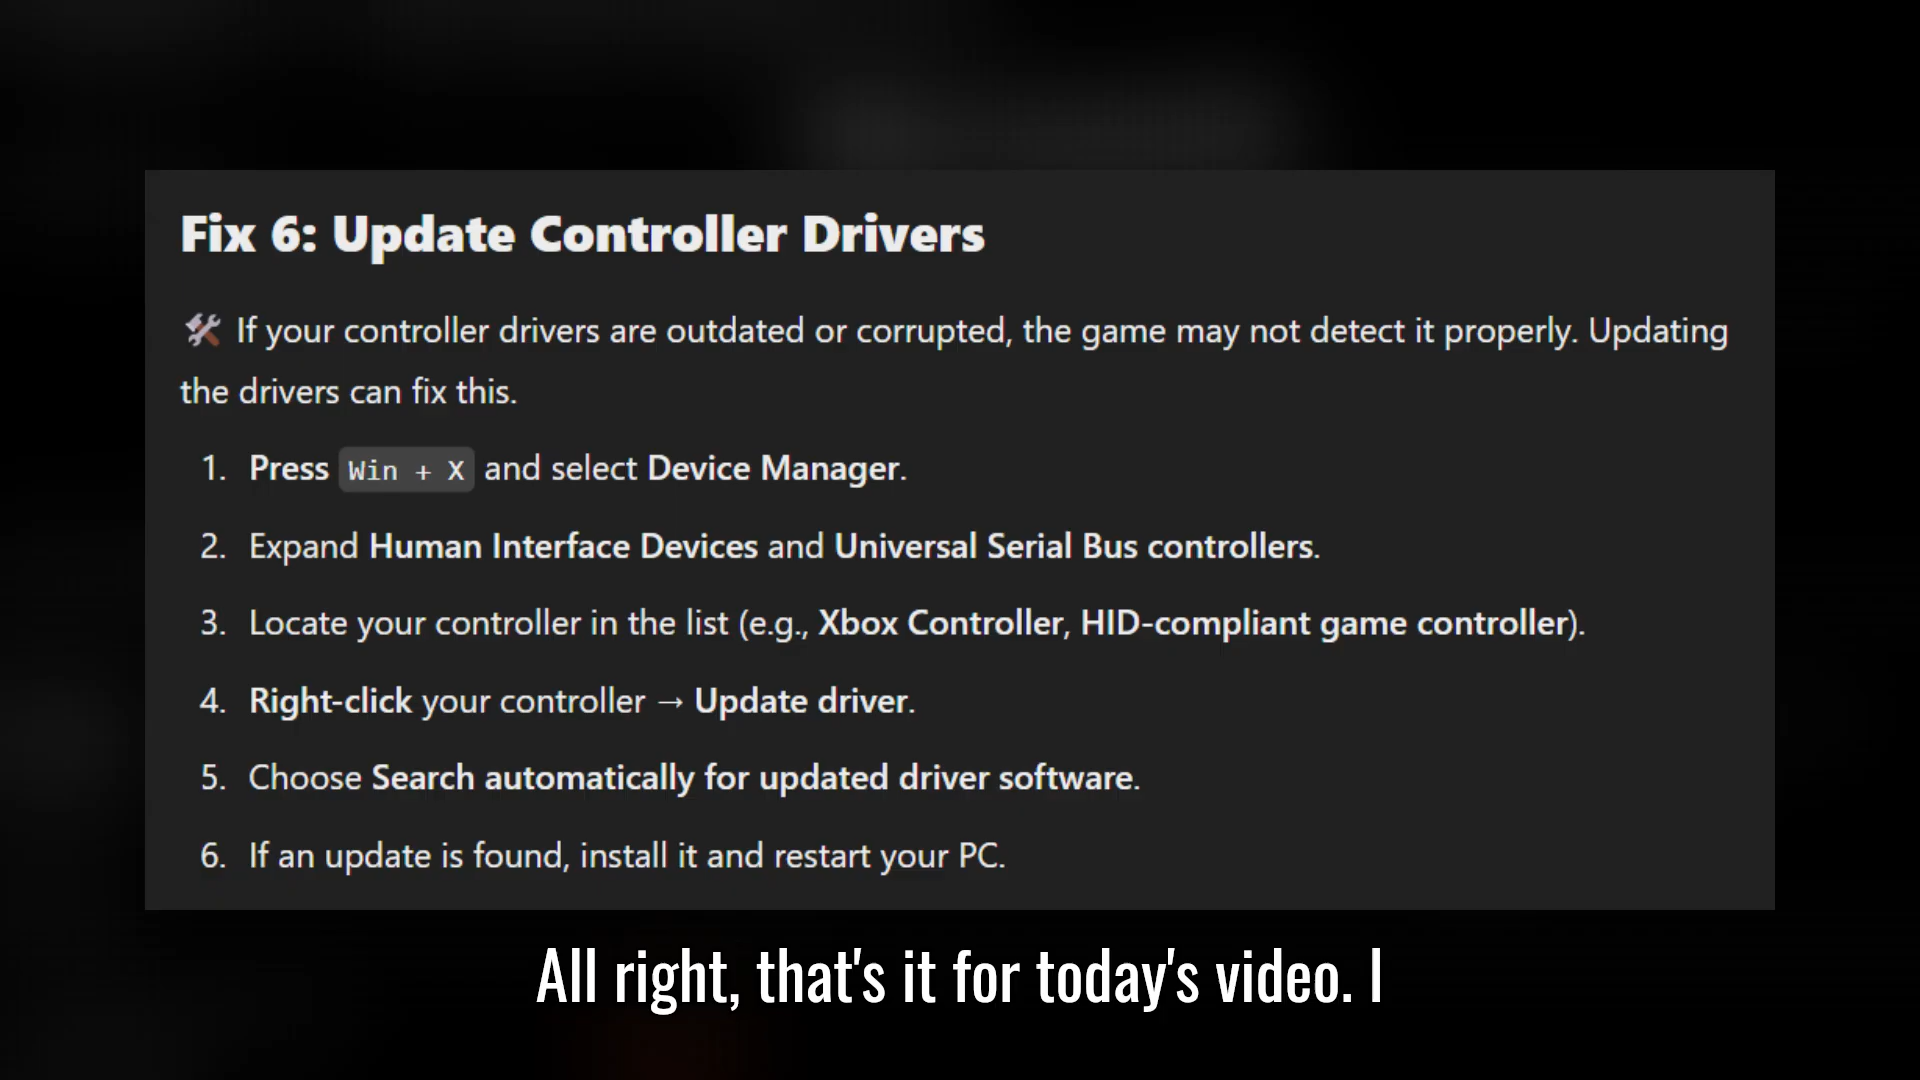 Fix 6: Update Controller Drivers
🛠️ If your controller drivers are outdated or corrupted, the game may not detect it properly. Updating
the drivers can fix this.
1. Press Win + X and select Device Manager.
2. Expand Human Interface Devices and Universal Serial Bus controllers.
3. Locate your controller in the list (e.g., Xbox Controller, HID-compliant game controller).
4. Right-click your controller → Update driver.
5. Choose Search automatically for updated driver software.
6. If an update is found, install it and restart your PC.
All right, that's it for today's video. I